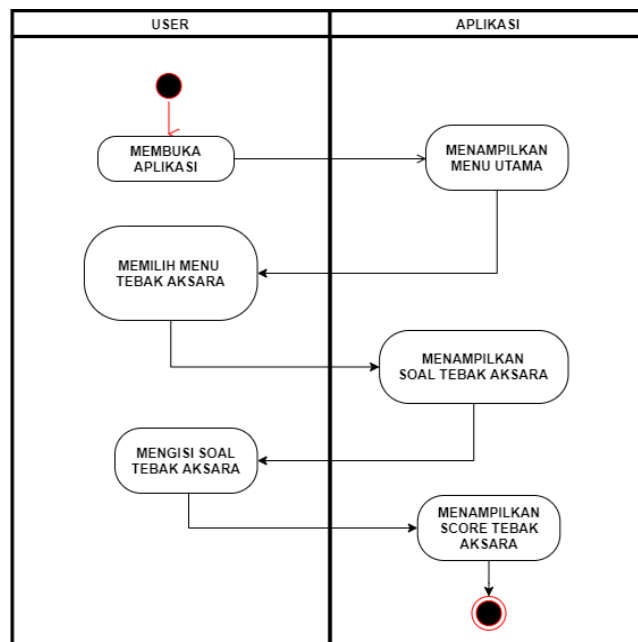 USER
APLIKASI
MEMBUKA
APLIKASI
MENAMPILKAN
MENU UTAMA
MEMILIH MENU
TEBAK AKSARA
MENAMPILKAN
SOAL TEBAK AKSARA
MENGISI SOAL
TEBAK AKSARA
MENAMPILKAN
SCORE TEBAK
AKSARA